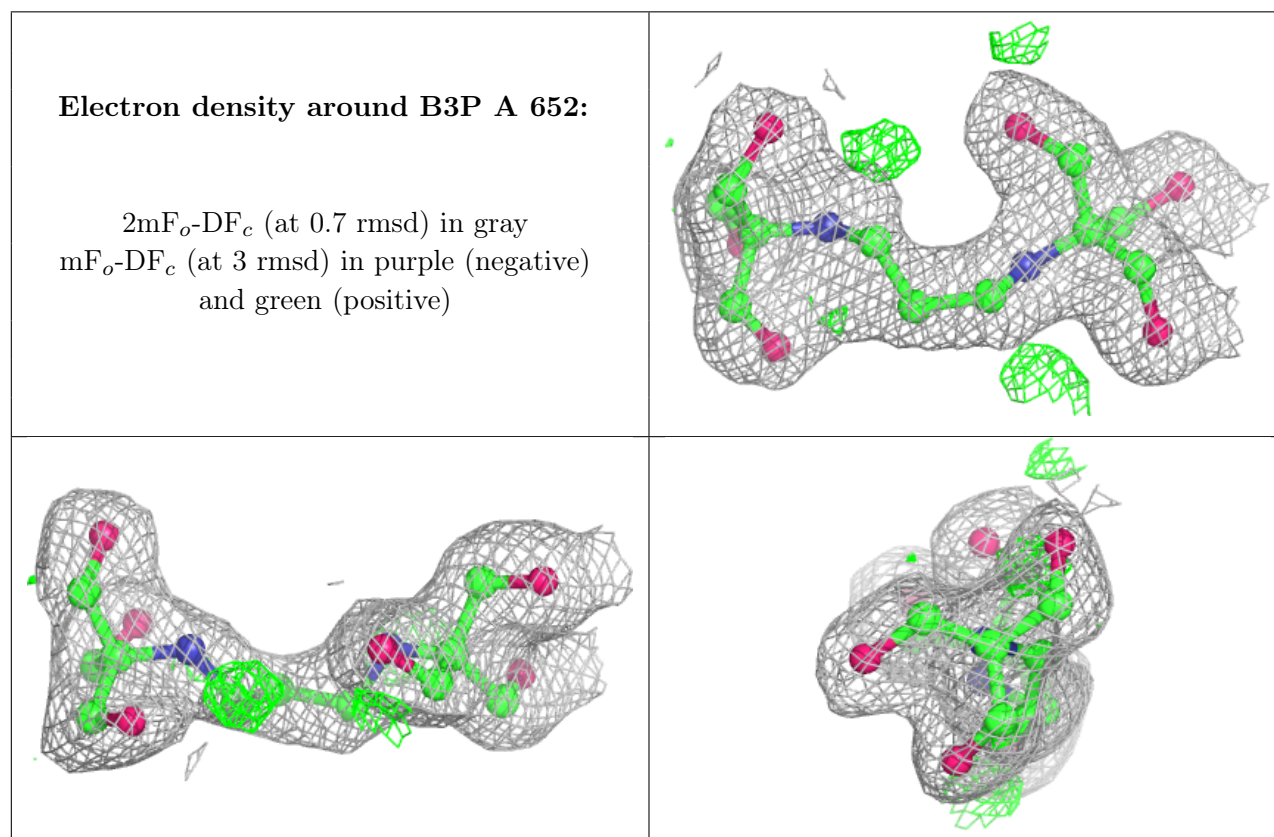 Electron density around B3P A 652:
2mFo-DFc (at 0.7 rmsd) in gray
mFo-DFc (at 3 rmsd) in purple (negative)
and green (positive)